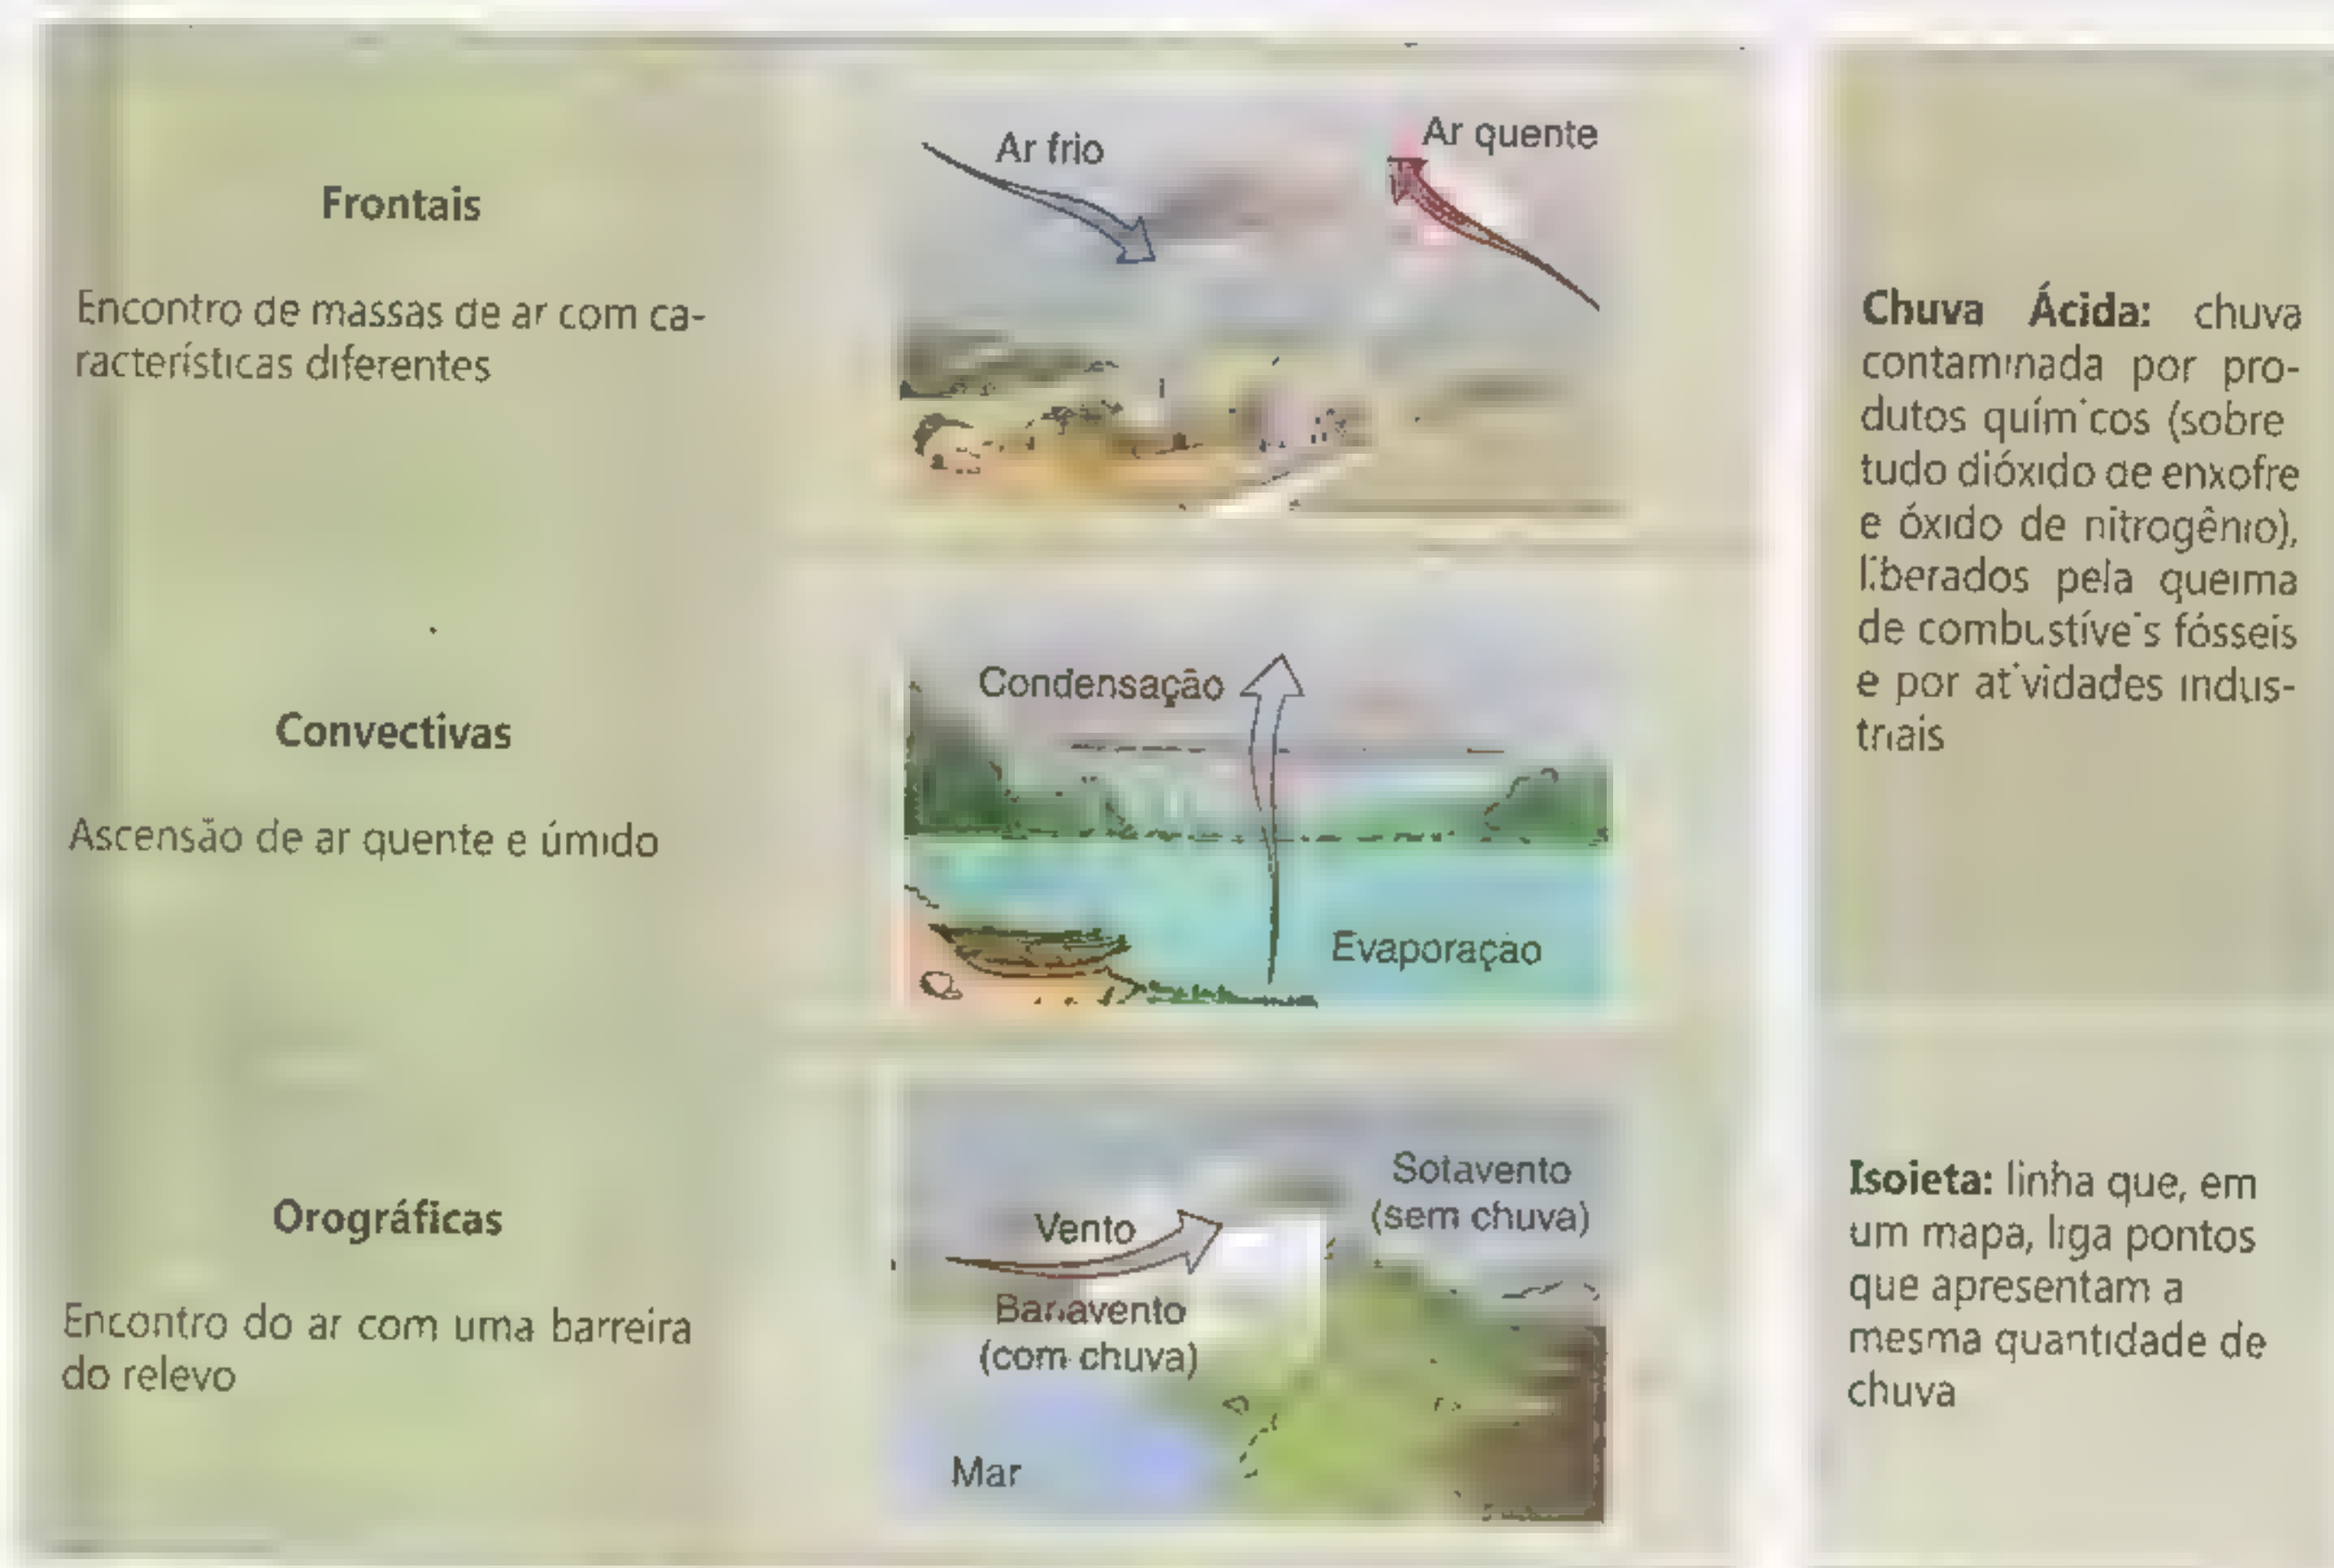 Frontais
Encontro de massas de ar com ca-
racterísticas diferentes
Ar frio
Ar quente
Convectivas
Ascensão de ar quente e úmido
Condensação
Evaporação
Orográficas
Encontro do ar com uma barreira
do relevo
Vento
Barlavento
(com chuva)
Sotavento
(sem chuva)
Mar
Chuva Ácida: chuva
contaminada por pro-
dutos químicos (sobre
tudo dióxido de enxofre
e óxido de nitrogênio),
liberados pela queima
de combustíveis fósseis
e por atividades indus-
triais
Isoieta: linha que, em
um mapa, liga pontos
que apresentam a
mesma quantidade de
chuva